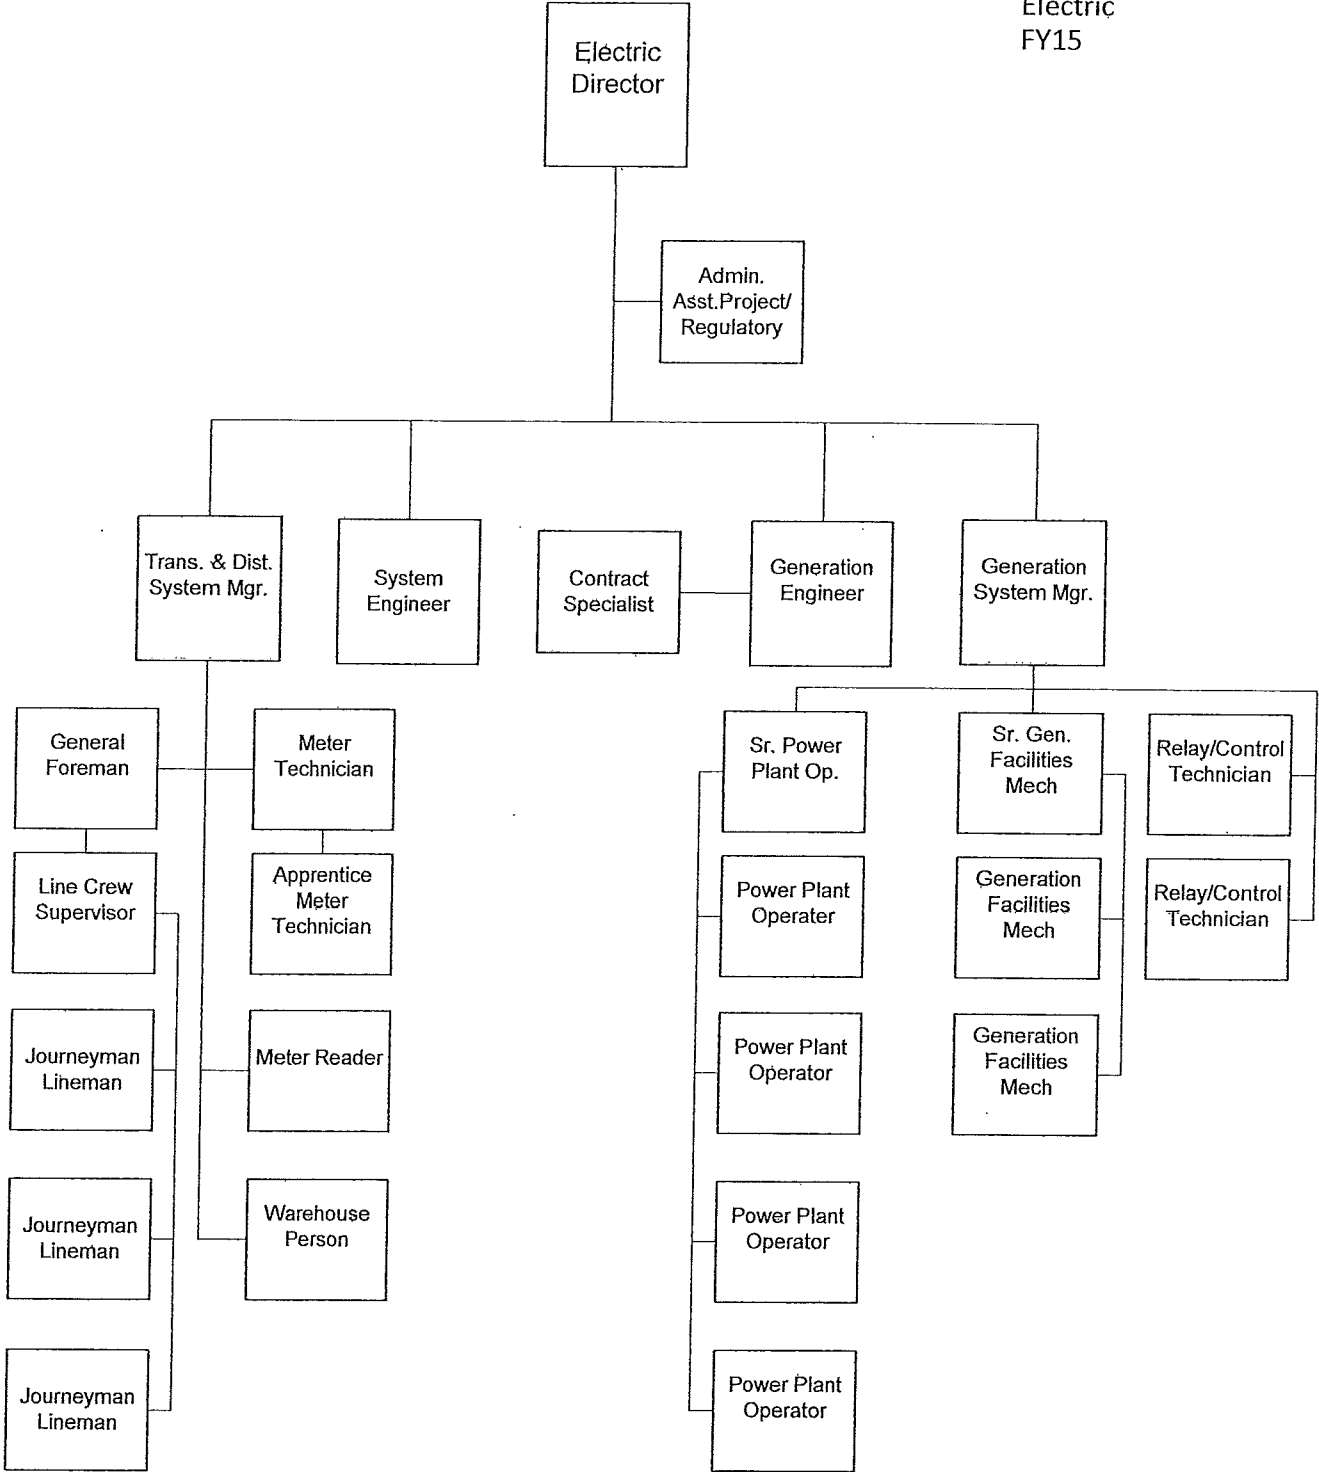 Electric
FY15
Electric
Director
Admin.
Asst.Project/
Regulatory
Trans. & Dist.
System Mgr.
System
Engineer
Contract
Specialist
Generation
Engineer
Generation
System Mgr.
General
Foreman
Meter
Technician
Sr. Power
Plant Op.
Sr. Gen.
Facilities
Mech
Relay/Control
Technician
Line Crew
Supervisor
Apprentice
Meter
Technician
Power Plant
Operater
Generation
Facilities
Mech
Relay/Control
Technician
Journeyman
Lineman
Meter Reader
Power Plant
Operator
Generation
Facilities
Mech
Journeyman
Lineman
Warehouse
Person
Power Plant
Operator
Journeyman
Lineman
Power Plant
Operator